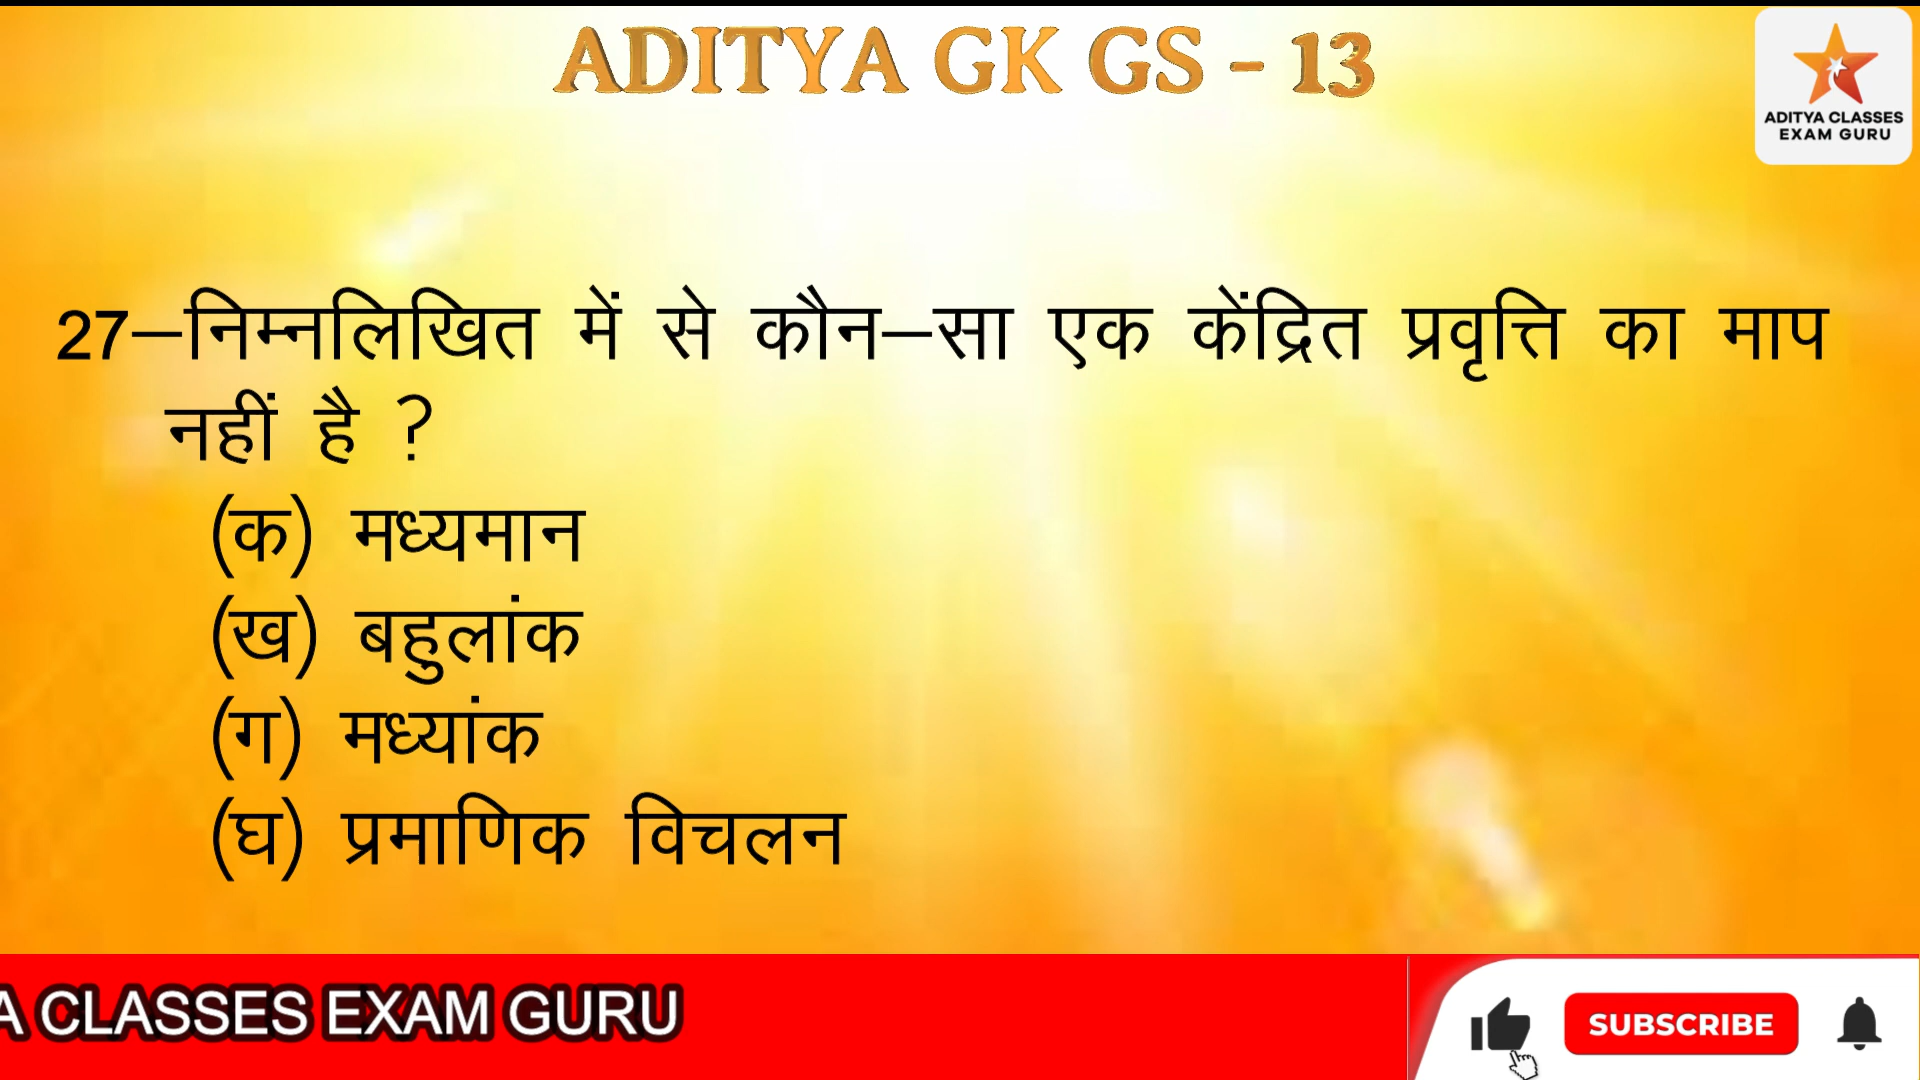 ADITYA GK GS - 13
ADITYA CLASSES
EXAM GURU
27–निम्नलिखित में से कौन–सा एक केंद्रित प्रवृत्ति का माप
नहीं है ?
(क) मध्यमान
(ख) बहुलांक
(ग) मध्यांक
(घ) प्रमाणिक विचलन
A CLASSES EXAM GURU
SUBSCRIBE